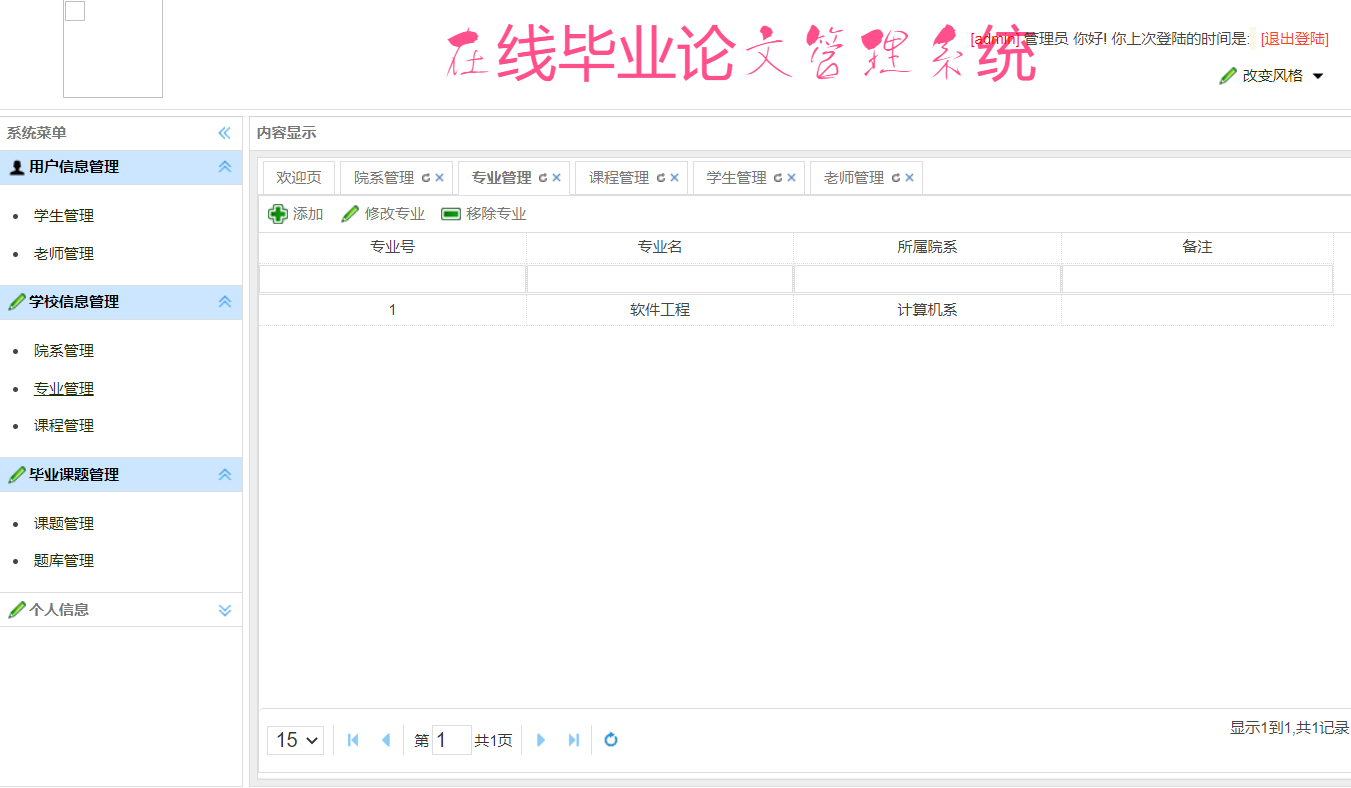 在线毕业论文管理系统
[admin] 管理员 你好! 你上次登陆的时间是: [退出登陆]
改变风格
系统菜单
内容显示
用户信息管理
学生管理
老师管理
学校信息管理
院系管理
专业管理
课程管理
毕业课题管理
课题管理
题库管理
个人信息
欢迎页 院系管理 专业管理 课程管理 学生管理 老师管理
添加 修改专业 移除专业
专业号 专业名 所属院系 备注
1 软件工程 计算机系
15 第 1 共1页
显示1到1,共1记录